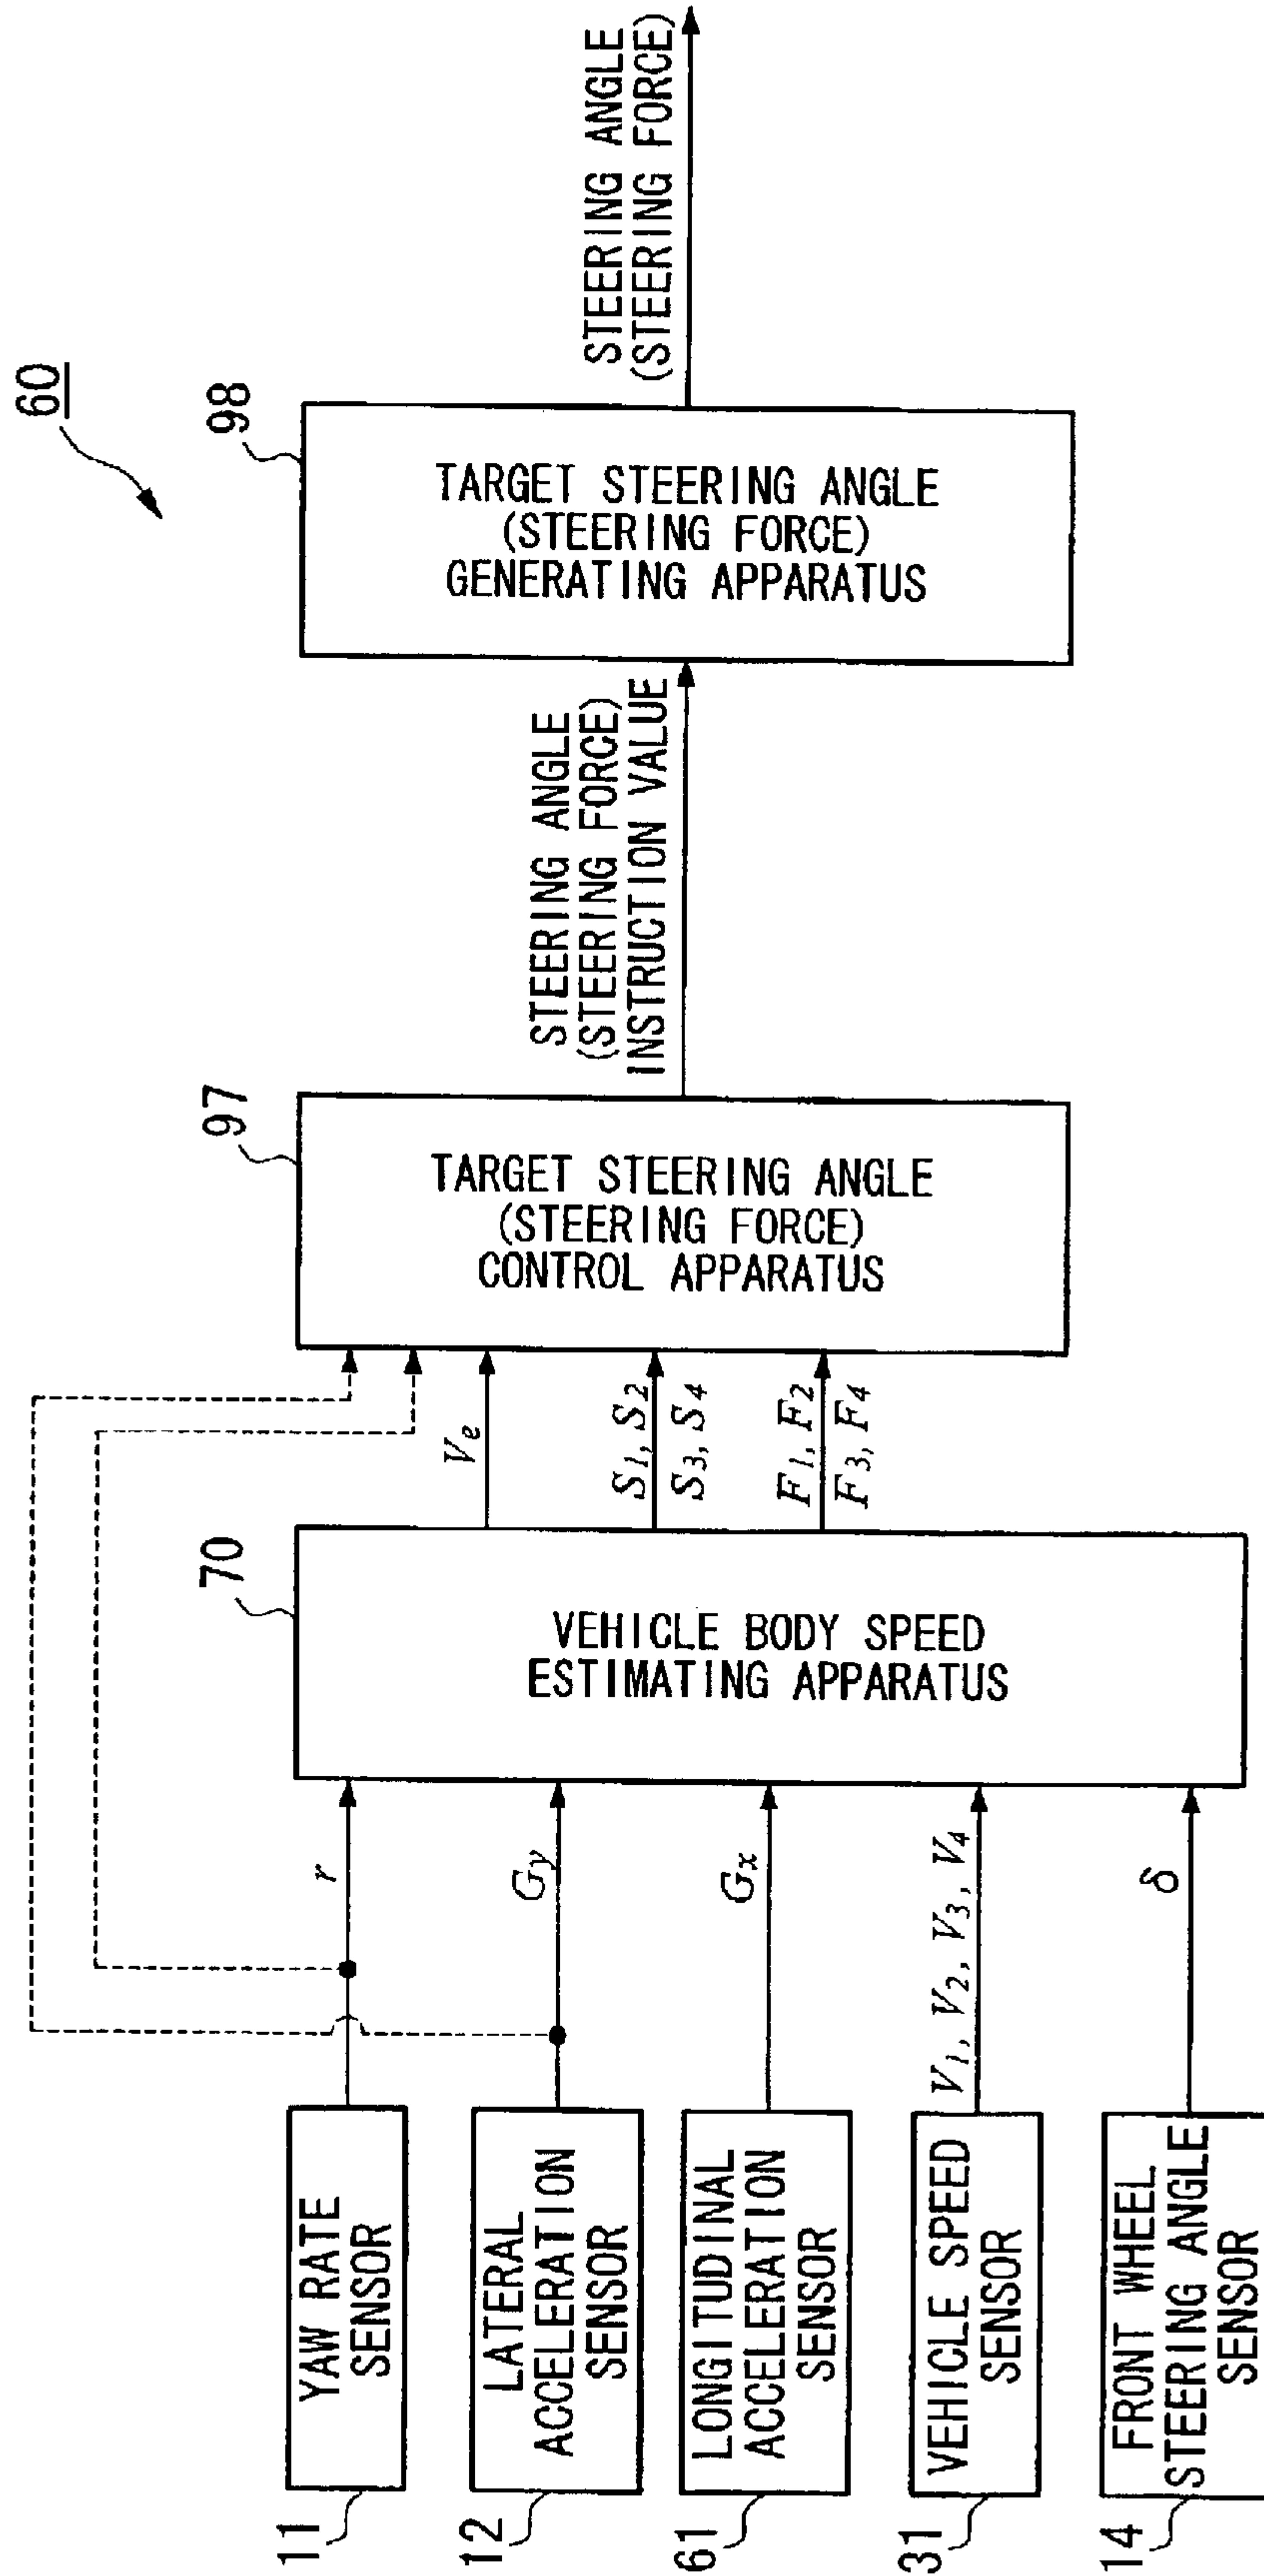 60
11
YAW RATE
SENSOR
r
12
LATERAL
ACCELERATION
SENSOR
Gy
61
LONGITUDINAL
ACCELERATION
SENSOR
Gx
31
VEHICLE SPEED
SENSOR
V1, V2, V3, V4
14
FRONT WHEEL
STEERING ANGLE
SENSOR
δ
70
VEHICLE BODY SPEED
ESTIMATING APPARATUS
Ve
S1, S2
S3, S4
F1, F2
F3, F4
97
TARGET STEERING ANGLE
(STEERING FORCE)
CONTROL APPARATUS
STEERING ANGLE
(STEERING FORCE)
INSTRUCTION VALUE
98
TARGET STEERING ANGLE
(STEERING FORCE)
GENERATING APPARATUS
STEERING ANGLE
(STEERING FORCE)